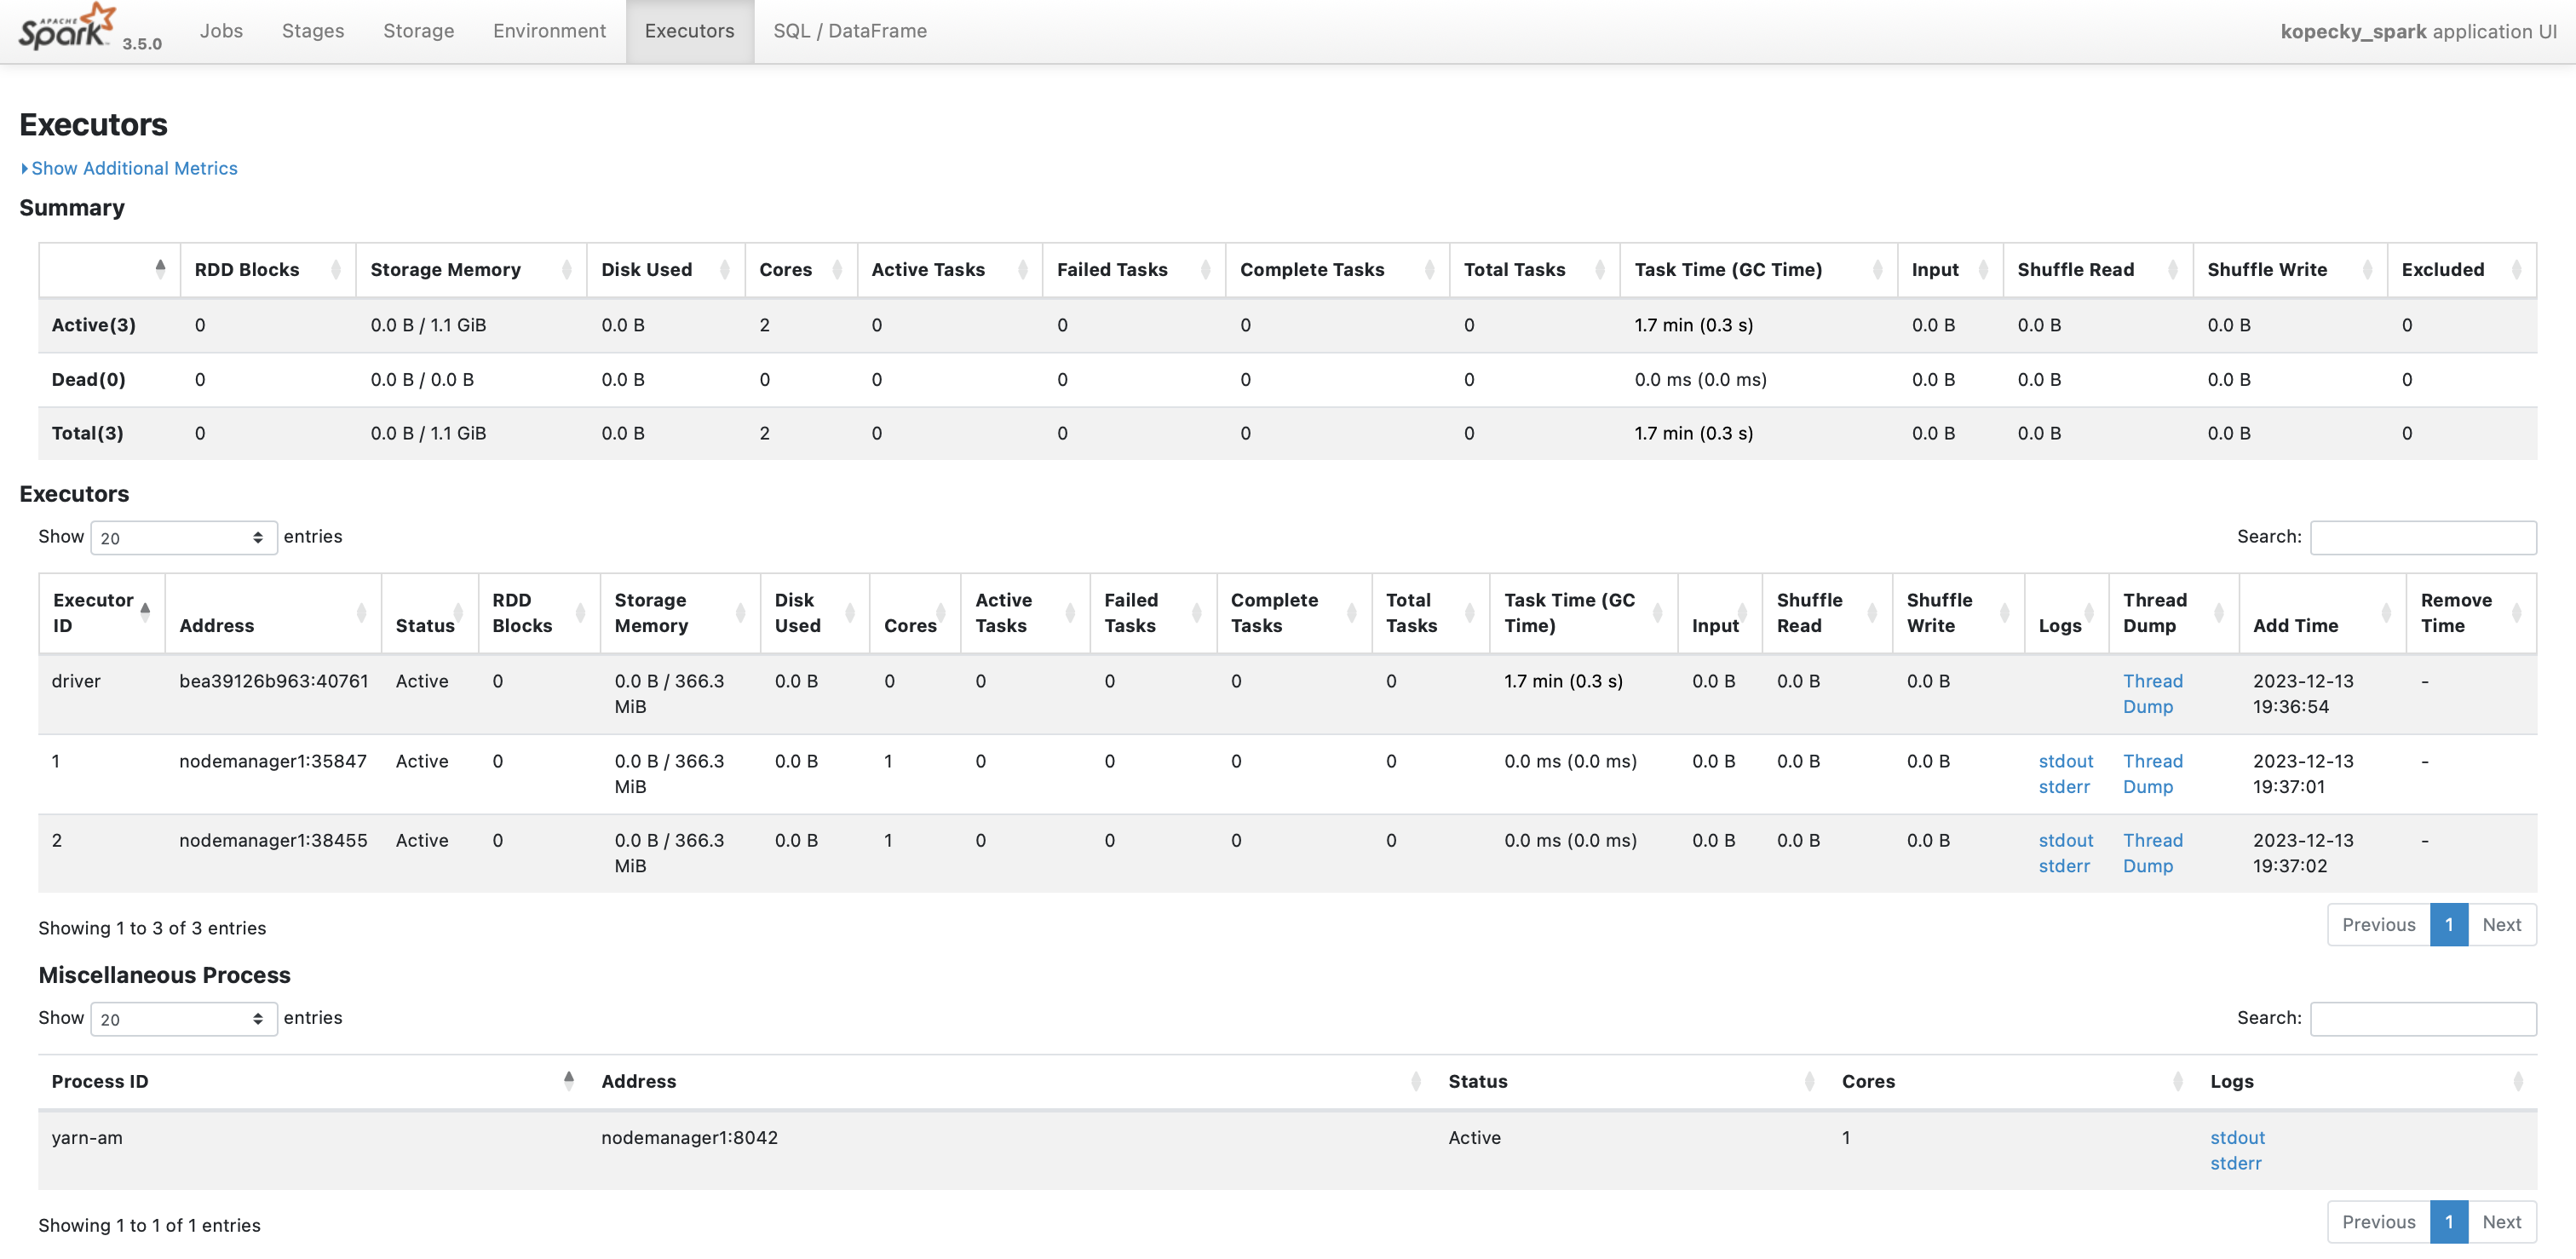 APACHE
Spark 3.5.0 Jobs Stages Storage Environment Executors SQL / DataFrame kopecky_spark application UI
Executors
Show Additional Metrics
Summary
RDD Blocks Storage Memory Disk Used Cores Active Tasks Failed Tasks Complete Tasks Total Tasks Task Time (GC Time) Input Shuffle Read Shuffle Write Excluded
Active(3) 0 0.0 B / 1.1 GiB 0.0 B 2 0 0 0 0 1.7 min (0.3 s) 0.0 B 0.0 B 0.0 B 0
Dead(0) 0 0.0 B / 0.0 B 0.0 B 0 0 0 0 0 0.0 ms (0.0 ms) 0.0 B 0.0 B 0.0 B 0
Total(3) 0 0.0 B / 1.1 GiB 0.0 B 2 0 0 0 0 1.7 min (0.3 s) 0.0 B 0.0 B 0.0 B 0
Executors
Show 20 entries Search:
Executor ID Address Status RDD Blocks Storage Memory Disk Used Cores Active Tasks Failed Tasks Complete Tasks Total Tasks Task Time (GC Time) Input Shuffle Read Shuffle Write Logs Thread Dump Add Time Remove Time
driver bea39126b963:40761 Active 0 0.0 B / 366.3 MiB 0.0 B 0 0 0 0 0 1.7 min (0.3 s) 0.0 B 0.0 B 0.0 B Thread Dump 2023-12-13 19:36:54 -
1 nodemanager1:35847 Active 0 0.0 B / 366.3 MiB 0.0 B 1 0 0 0 0 0.0 ms (0.0 ms) 0.0 B 0.0 B 0.0 B stdout stderr Thread Dump 2023-12-13 19:37:01 -
2 nodemanager1:38455 Active 0 0.0 B / 366.3 MiB 0.0 B 1 0 0 0 0 0.0 ms (0.0 ms) 0.0 B 0.0 B 0.0 B stdout stderr Thread Dump 2023-12-13 19:37:02 -
Showing 1 to 3 of 3 entries Previous 1 Next
Miscellaneous Process
Show 20 entries Search:
Process ID Address Status Cores Logs
yarn-am nodemanager1:8042 Active 1 stdout
stderr
Showing 1 to 1 of 1 entries Previous 1 Next